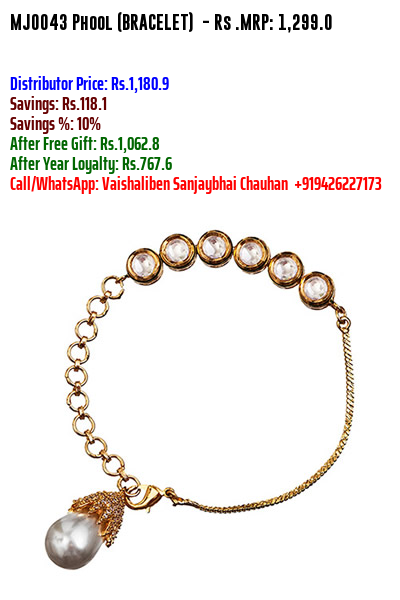 MJ0043 Phool (BRACELET) - Rs .MRP: 1,299.0
Distributor Price: Rs.1,180.9
Savings: Rs.118.1
Savings %: 10%
After Free Gift: Rs.1,062.8
After Year Loyalty: Rs.767.6
Call/WhatsApp: Vaishaliben Sanjaybhai Chauhan +919426227173